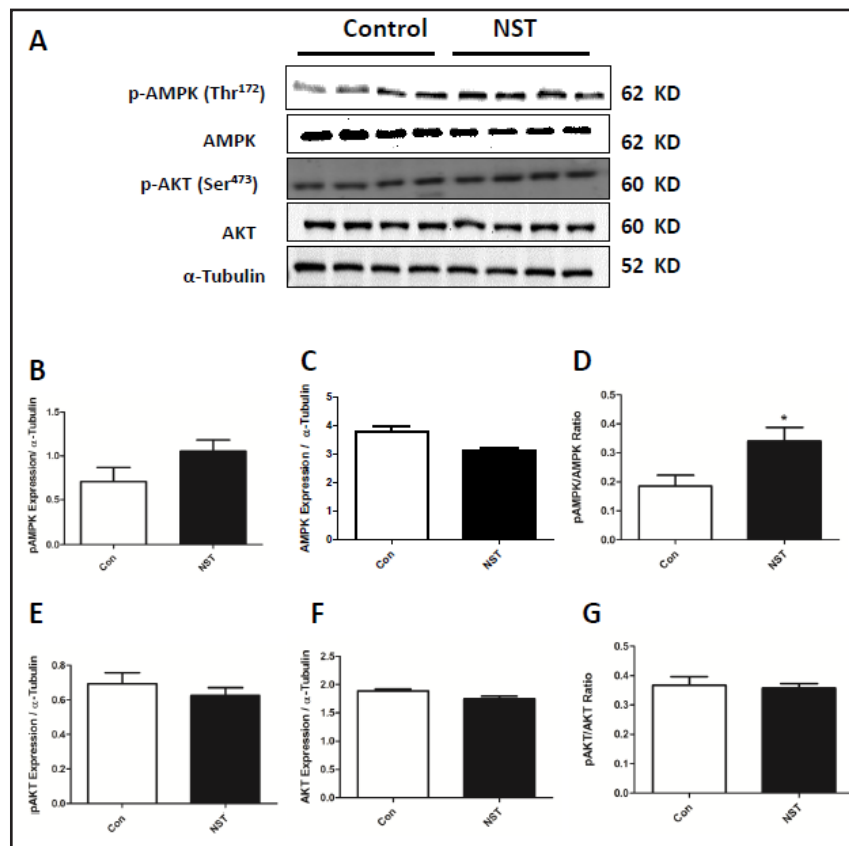 A
Control NST
p-AMPK (Thr172) 62 KD
AMPK 62 KD
p-AKT (Ser473) 60 KD
AKT 60 KD
α-Tubulin 52 KD
B
pAMPK Expression/ α-Tubulin
1.5
1.0
0.5
0.0
Con NST
C
AMPK Expression / α-Tubulin
5
4
3
2
1
0
Con NST
D
pAMPK/AMPK Ratio
0.5
0.4
0.3
0.2
0.1
0.0
*
Con NST
E
pAKT Expression / α-Tubulin
0.8
0.6
0.4
0.2
0.0
Con NST
F
AKT Expression / α-Tubulin
2.5
2.0
1.5
1.0
0.5
0.0
Con NST
G
pAKT/AKT Ratio
0.5
0.4
0.3
0.2
0.1
0.0
Con NST